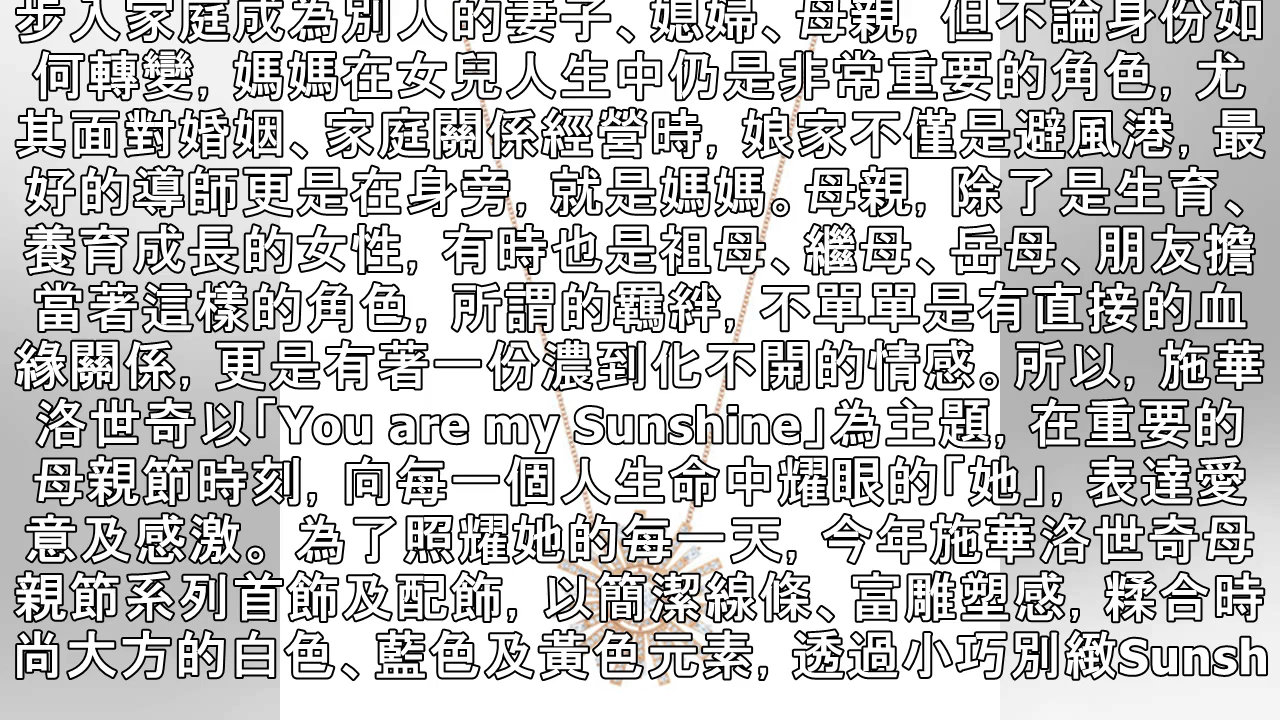 步入家庭成為別人的妻子、媳婦、母親, 但不論身份如
何轉變, 媽媽在女兒人生中仍是非常重要的角色, 尤
其面對婚姻、家庭關係經營時, 娘家不僅是避風港, 最
好的導師更是在身旁, 就是媽媽。母親, 除了是生育、
養育成長的女性, 有時也是祖母、繼母、岳母、朋友擔
當著這樣的角色, 所謂的羈絆, 不單單是有直接的血
緣關係, 更是有著一份濃到化不開的情感。所以, 施華
洛世奇以「You are my Sunshine」為主題, 在重要的
母親節時刻, 向每一個人生命中耀眼的「她」, 表達愛
意及感激。 為了照耀她的每一天, 今年施華洛世奇母
親節系列首飾及配飾, 以簡潔線條、富雕塑感, 糅合時
尚大方的白色、藍色及黃色元素, 透過小巧別緻Sunsh